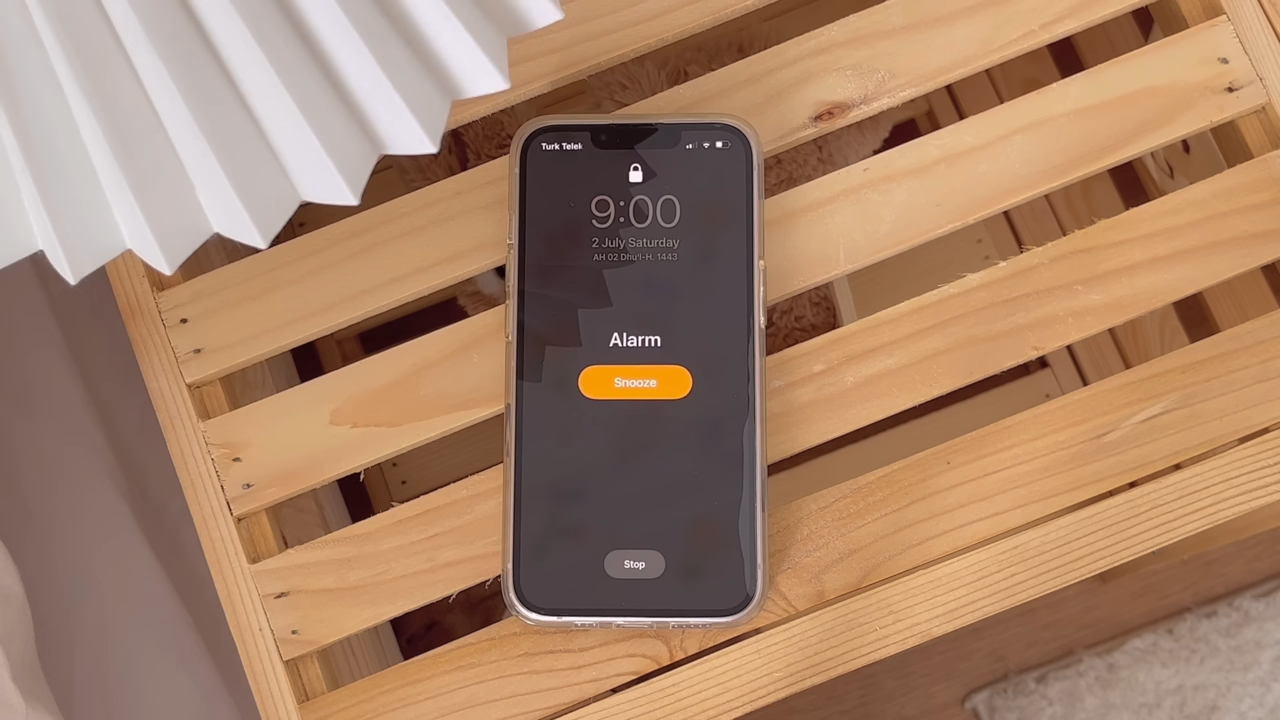 Turk Telek
9:00
2 July Saturday
AH 02 Dhu'l-H. 1443
Alarm
Snooze
Stop